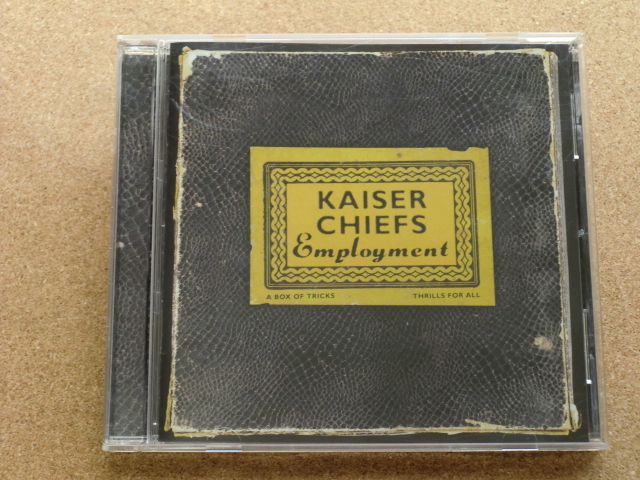 KAISER
CHIEFS
Employment
A BOX OF TRICKS THRILLS FOR ALL